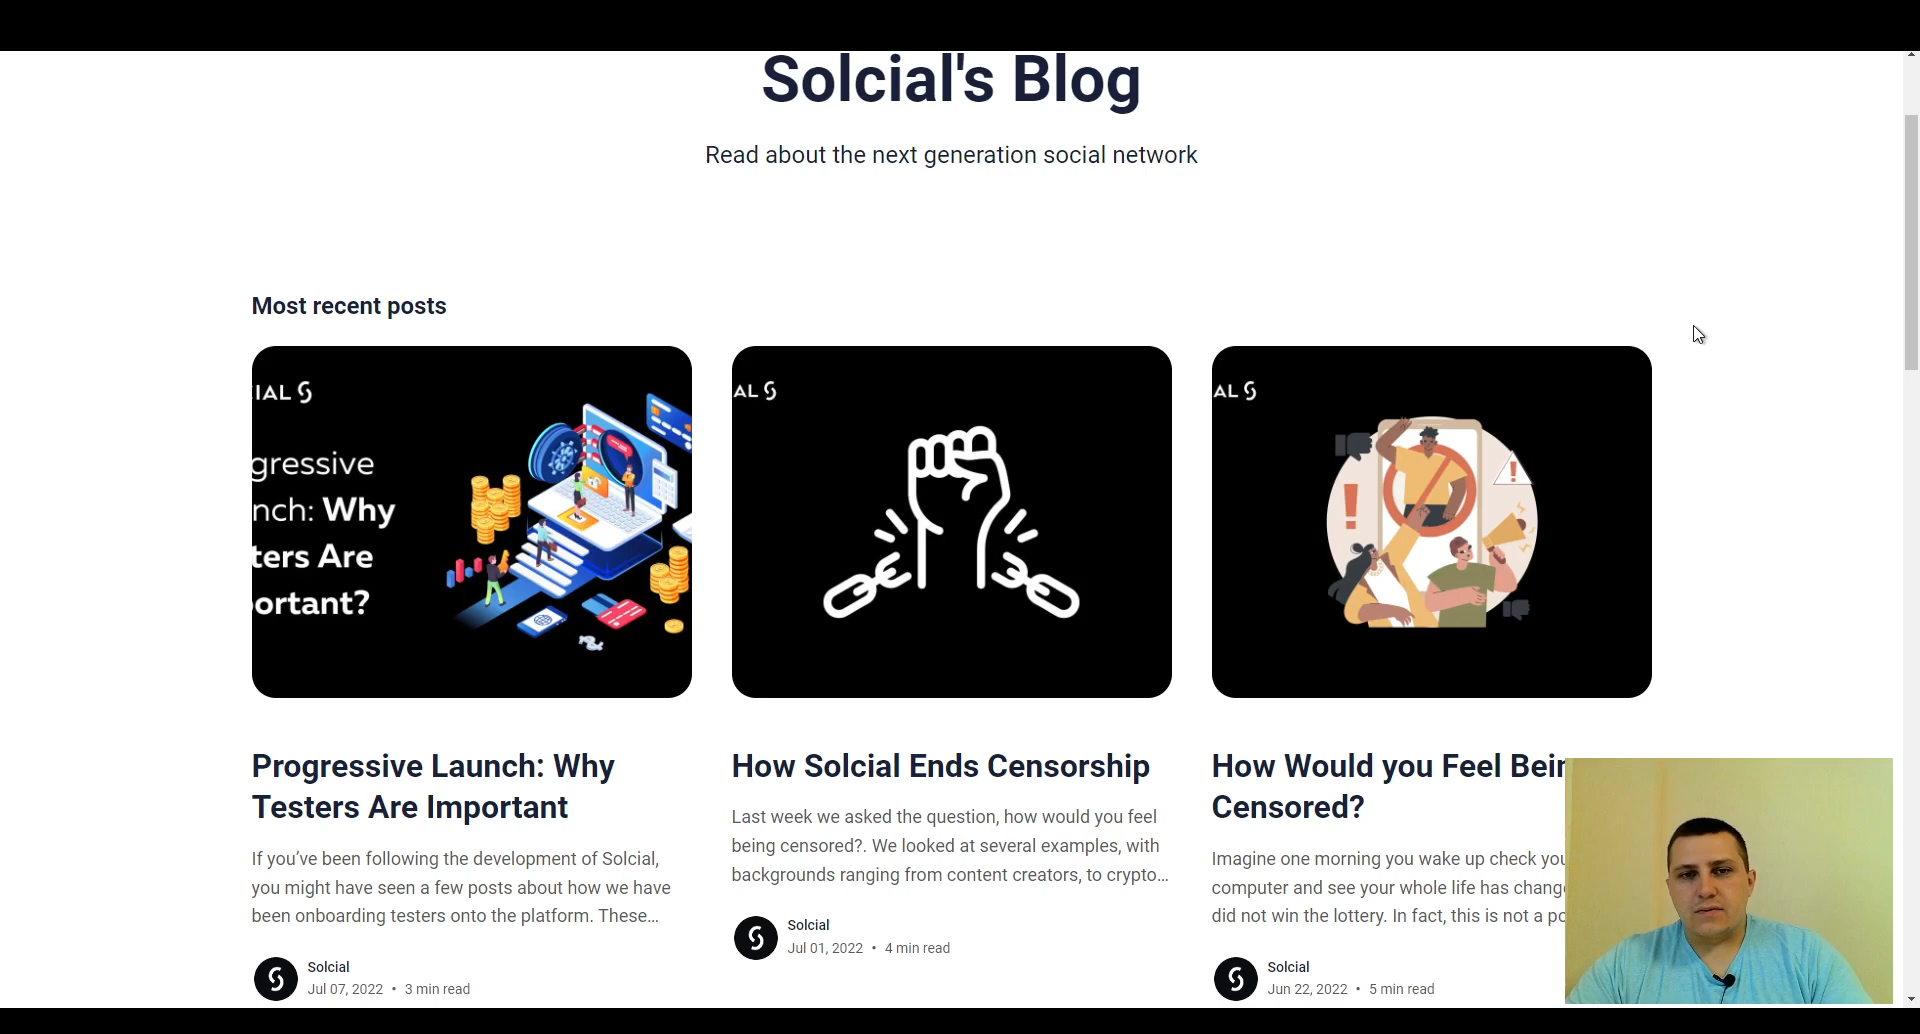 Solcial's Blog
Read about the next generation social network
Most recent posts
IAL
gressive
nch: Why
ters Are
ortant?
AL
AL
Progressive Launch: Why
Testers Are Important
If you’ve been following the development of Solcial,
you might have seen a few posts about how we have
been onboarding testers onto the platform. These...
Solcial
Jul 07, 2022 • 3 min read
How Solcial Ends Censorship
Last week we asked the question, how would you feel
being censored?. We looked at several examples, with
backgrounds ranging from content creators, to crypto...
Solcial
Jul 01, 2022 • 4 min read
How Would you Feel Bein
Censored?
Imagine one morning you wake up check you
computer and see your whole life has change
did not win the lottery. In fact, this is not a po
Solcial
Jun 22, 2022 • 5 min read